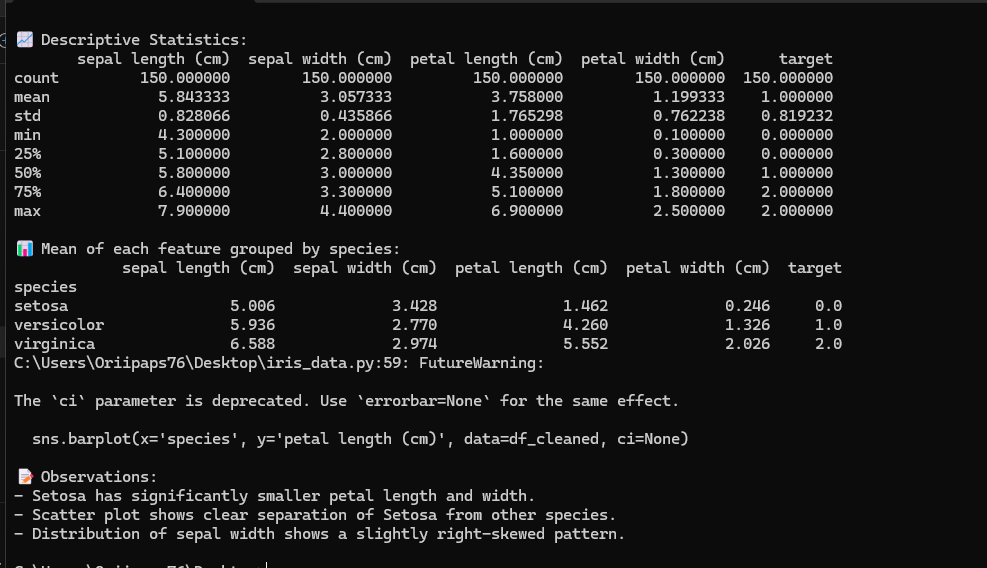 📈 Descriptive Statistics:
       sepal length (cm)  sepal width (cm)  petal length (cm)  petal width (cm)      target
count         150.000000        150.000000         150.000000        150.000000  150.000000
mean            5.843333          3.057333           3.758000          1.199333    1.000000
std             0.828066          0.435866           1.765298          0.762238    0.819232
min             4.300000          2.000000           1.000000          0.100000    0.000000
25%             5.100000          2.800000           1.600000          0.300000    0.000000
50%             5.800000          3.000000           4.350000          1.300000    1.000000
75%             6.400000          3.300000           5.100000          1.800000    2.000000
max             7.900000          4.400000           6.900000          2.500000    2.000000
📊 Mean of each feature grouped by species:
            sepal length (cm)  sepal width (cm)  petal length (cm)  petal width (cm)  target
species
setosa                  5.006             3.428              1.462             0.246     0.0
versicolor              5.936             2.770              4.260             1.326     1.0
virginica               6.588             2.974              5.552             2.026     2.0
C:\Users\Oriipaps76\Desktop\iris_data.py:59: FutureWarning:
The `ci` parameter is deprecated. Use `errorbar=None` for the same effect.
  sns.barplot(x='species', y='petal length (cm)', data=df_cleaned, ci=None)
📝 Observations:
- Setosa has significantly smaller petal length and width.
- Scatter plot shows clear separation of Setosa from other species.
- Distribution of sepal width shows a slightly right-skewed pattern.